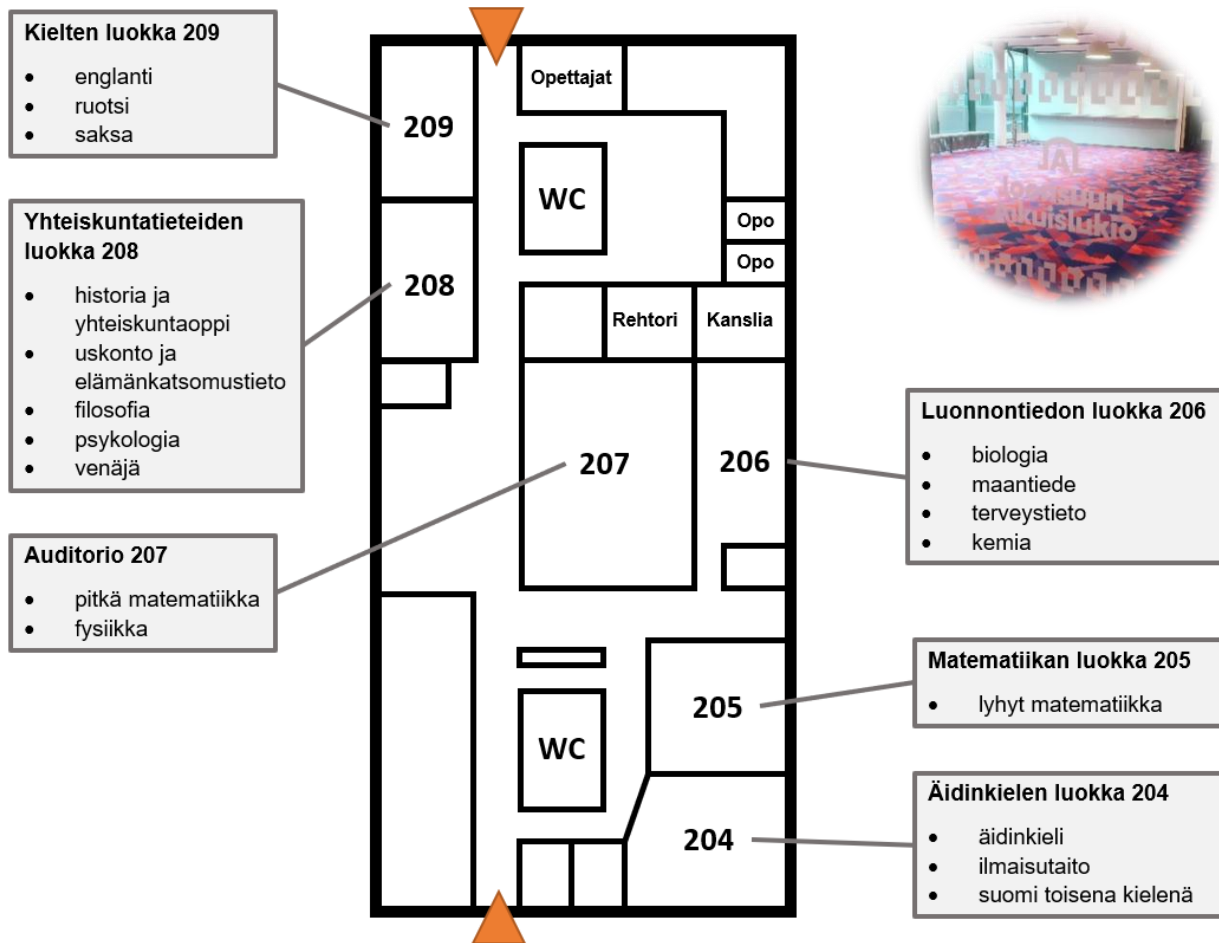 Kielten luokka 209
• englanti
• ruotsi
• saksa
Yhteiskuntatieteiden
luokka 208
• historia ja
yhteiskuntaoppi
• uskonto ja
elämänkatsomustieto
• filosofia
• psykologia
• venäjä
Auditorio 207
• pitkä matematiikka
• fysiikka
Opettajat
209
WC
Opo
208
Opo
Rehtori
Kanslia
207
206
205
WC
204
Joensuun
aikuislukio
Luonnontiedon luokka 206
• biologia
• maantiede
• terveystieto
• kemia
Matematiikan luokka 205
• lyhyt matematiikka
Äidinkielen luokka 204
• äidinkieli
• ilmaisutaito
• suomi toisena kielenä